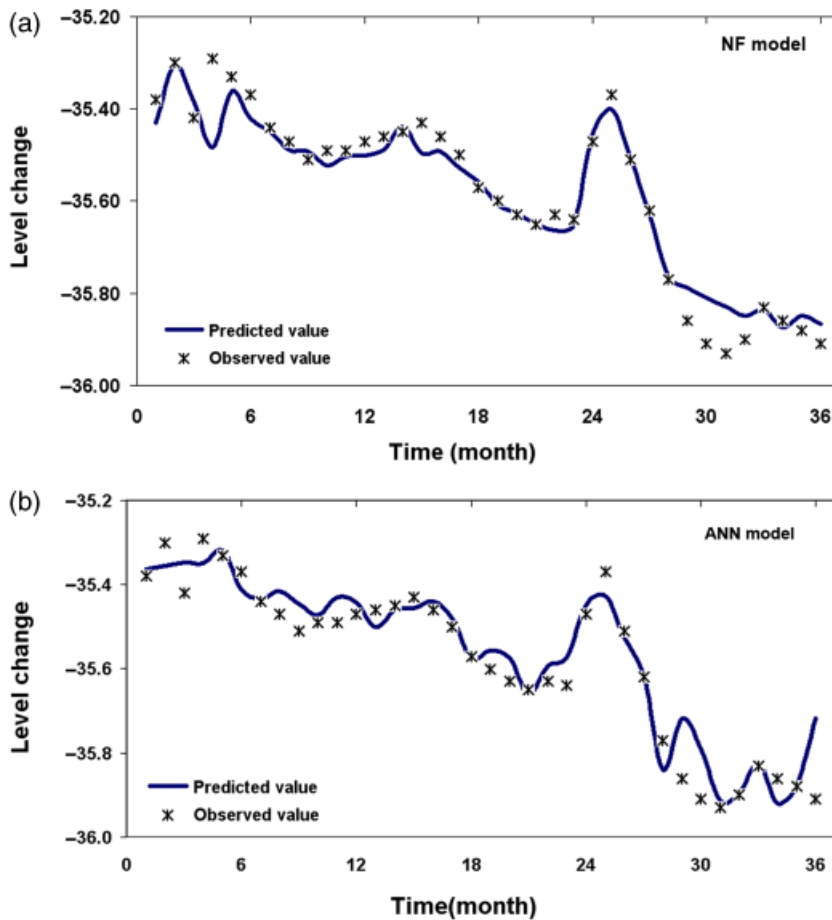 (a)
NF model
Level change
–35.20
–35.40
–35.60
–35.80
–36.00
Predicted value
Observed value
0 6 12 18 24 30 36
Time (month)
(b)
ANN model
Level change
–35.2
–35.4
–35.6
–35.8
–36.0
Predicted value
Observed value
0 6 12 18 24 30 36
Time(month)